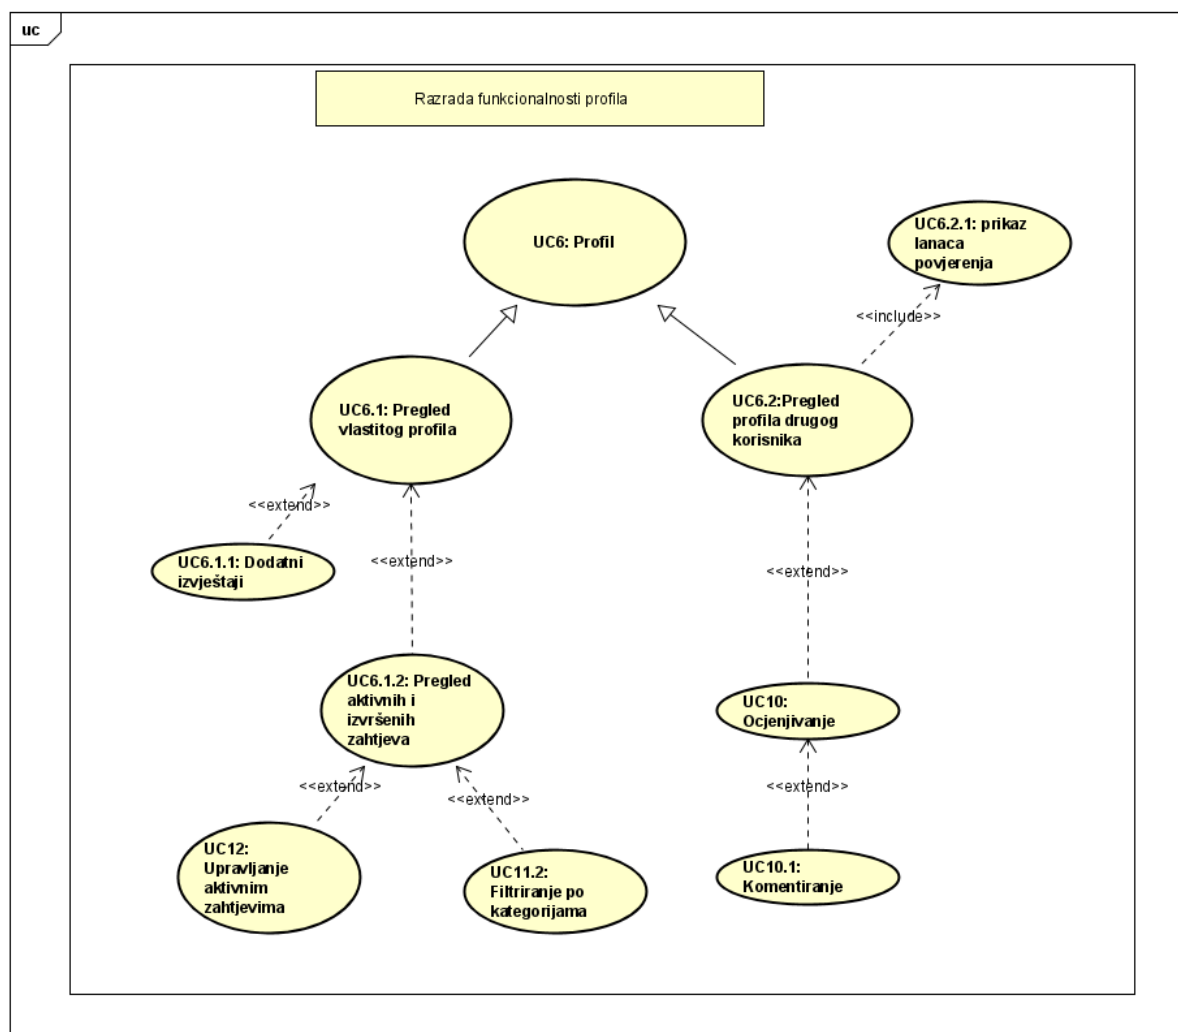 uc
Razrada funkcionalnosti profila
UC6: Profil
UC6.2.1: prikaz
lanaca
povjerenja
<<include>>
UC6.1: Pregled
vlastitog profila
UC6.2:Pregled
profila drugog
korisnika
<<extend>>
UC6.1.1: Dodatni
izvještaji
<<extend>>
<<extend>>
UC6.1.2: Pregled
aktivnih i
izvršenih
zahtjeva
UC10:
Ocjenjivanje
<<extend>>
<<extend>>
<<extend>>
UC12:
Upravljanje
aktivnim
zahtjevima
UC11.2:
Filtriranje po
kategorijama
UC10.1:
Komentiranje